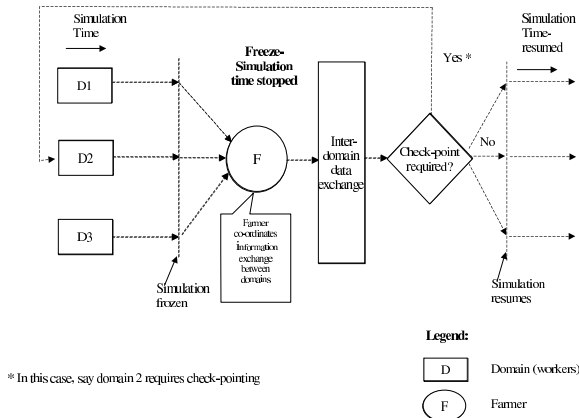 Simulation
Time
Freeze-
Simulation
time stopped
Yes *
Simulation
Time-
resumed
D1
D2
D3
F
Inter-
domain
data
exchange
Check-point
required?
No
Farmer
co-ordinates
Information
exchange
between
domains
Simulation
frozen
Simulation
resumes
Legend:
D
Domain (workers)
F
Farmer
* In this case, say domain 2 requires check-pointing